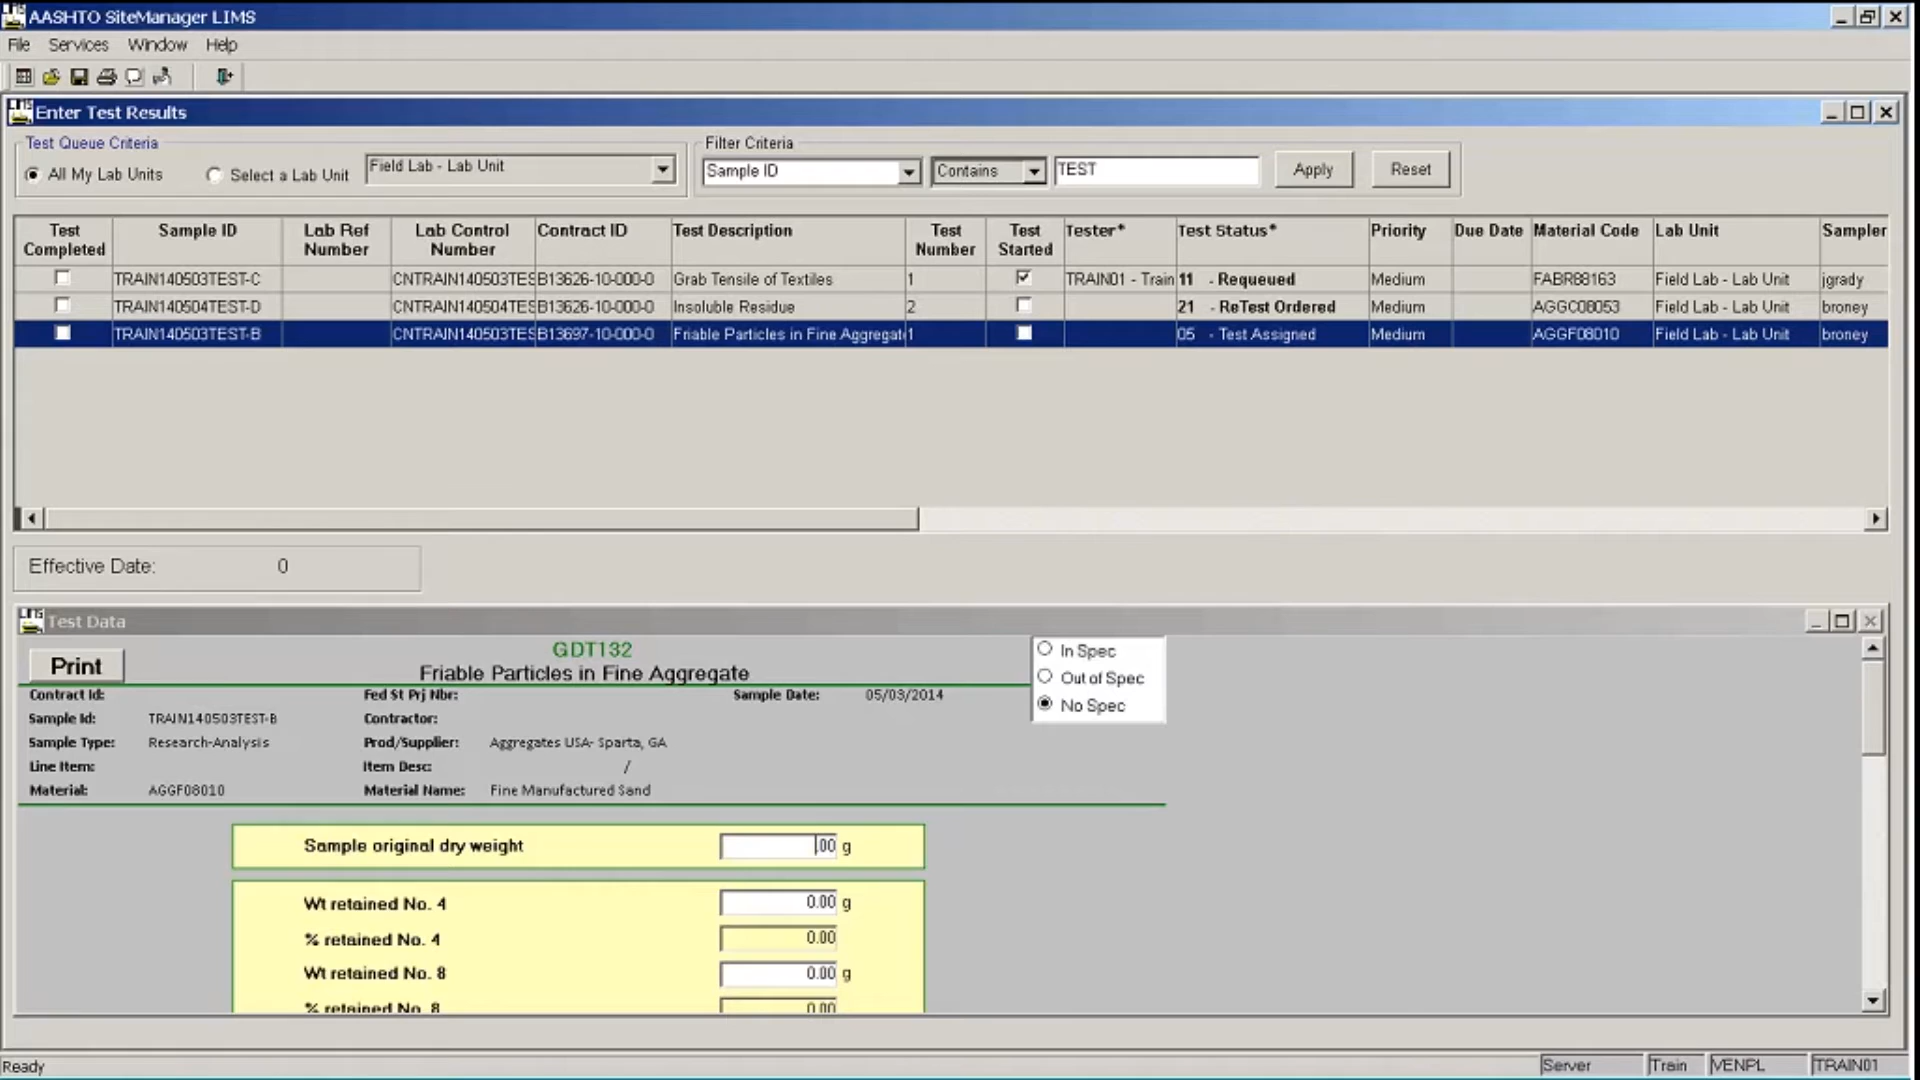 AASHTO SiteManager LIMS
File Services Window Help
Enter Test Results
Test Queue Criteria
All My Lab Units
Select a Lab Unit
Field Lab - Lab Unit
Filter Criteria
Sample ID
Contains
TEST
Apply
Reset
Test Completed Sample ID Lab Ref Number Lab Control Number Contract ID Test Description Test Number Test Started Tester* Test Status* Priority Due Date Material Code Lab Unit Sampler
TRAIN140503TEST-C CNTRAIN140503TES B13626-10-000-0 Grab Tensile of Textiles 1 TRAIN01 - Train 11 - Requeued Medium FABR88163 Field Lab - Lab Unit jgrady
TRAIN140504TEST-D CNTRAIN140504TES B13626-10-000-0 Insoluble Residue 2 21 - ReTest Ordered Medium AGGC08053 Field Lab - Lab Unit broney
TRAIN140503TEST-B CNTRAIN140503TES B13697-10-000-0 Friable Particles in Fine Aggregat 1 05 - Test Assigned Medium AGGF08010 Field Lab - Lab Unit broney
Effective Date: 0
Test Data
Print
GDT132
Friable Particles in Fine Aggregate
In Spec
Out of Spec
No Spec
Contract Id: Fed St Prj Nbr: Sample Date: 05/03/2014
Sample Id: TRAIN140503TEST-B Contractor:
Sample Type: Research-Analysis Prod/Supplier: Aggregates USA- Sparta, GA
Line Item: Item Desc: /
Material: AGGF08010 Material Name: Fine Manufactured Sand
Sample original dry weight .00 g
Wt retained No. 4 0.00 g
% retained No. 4 0.00
Wt retained No. 8 0.00 g
% retained No. 8 0.00
Ready Server Train VENPL TRAIN01